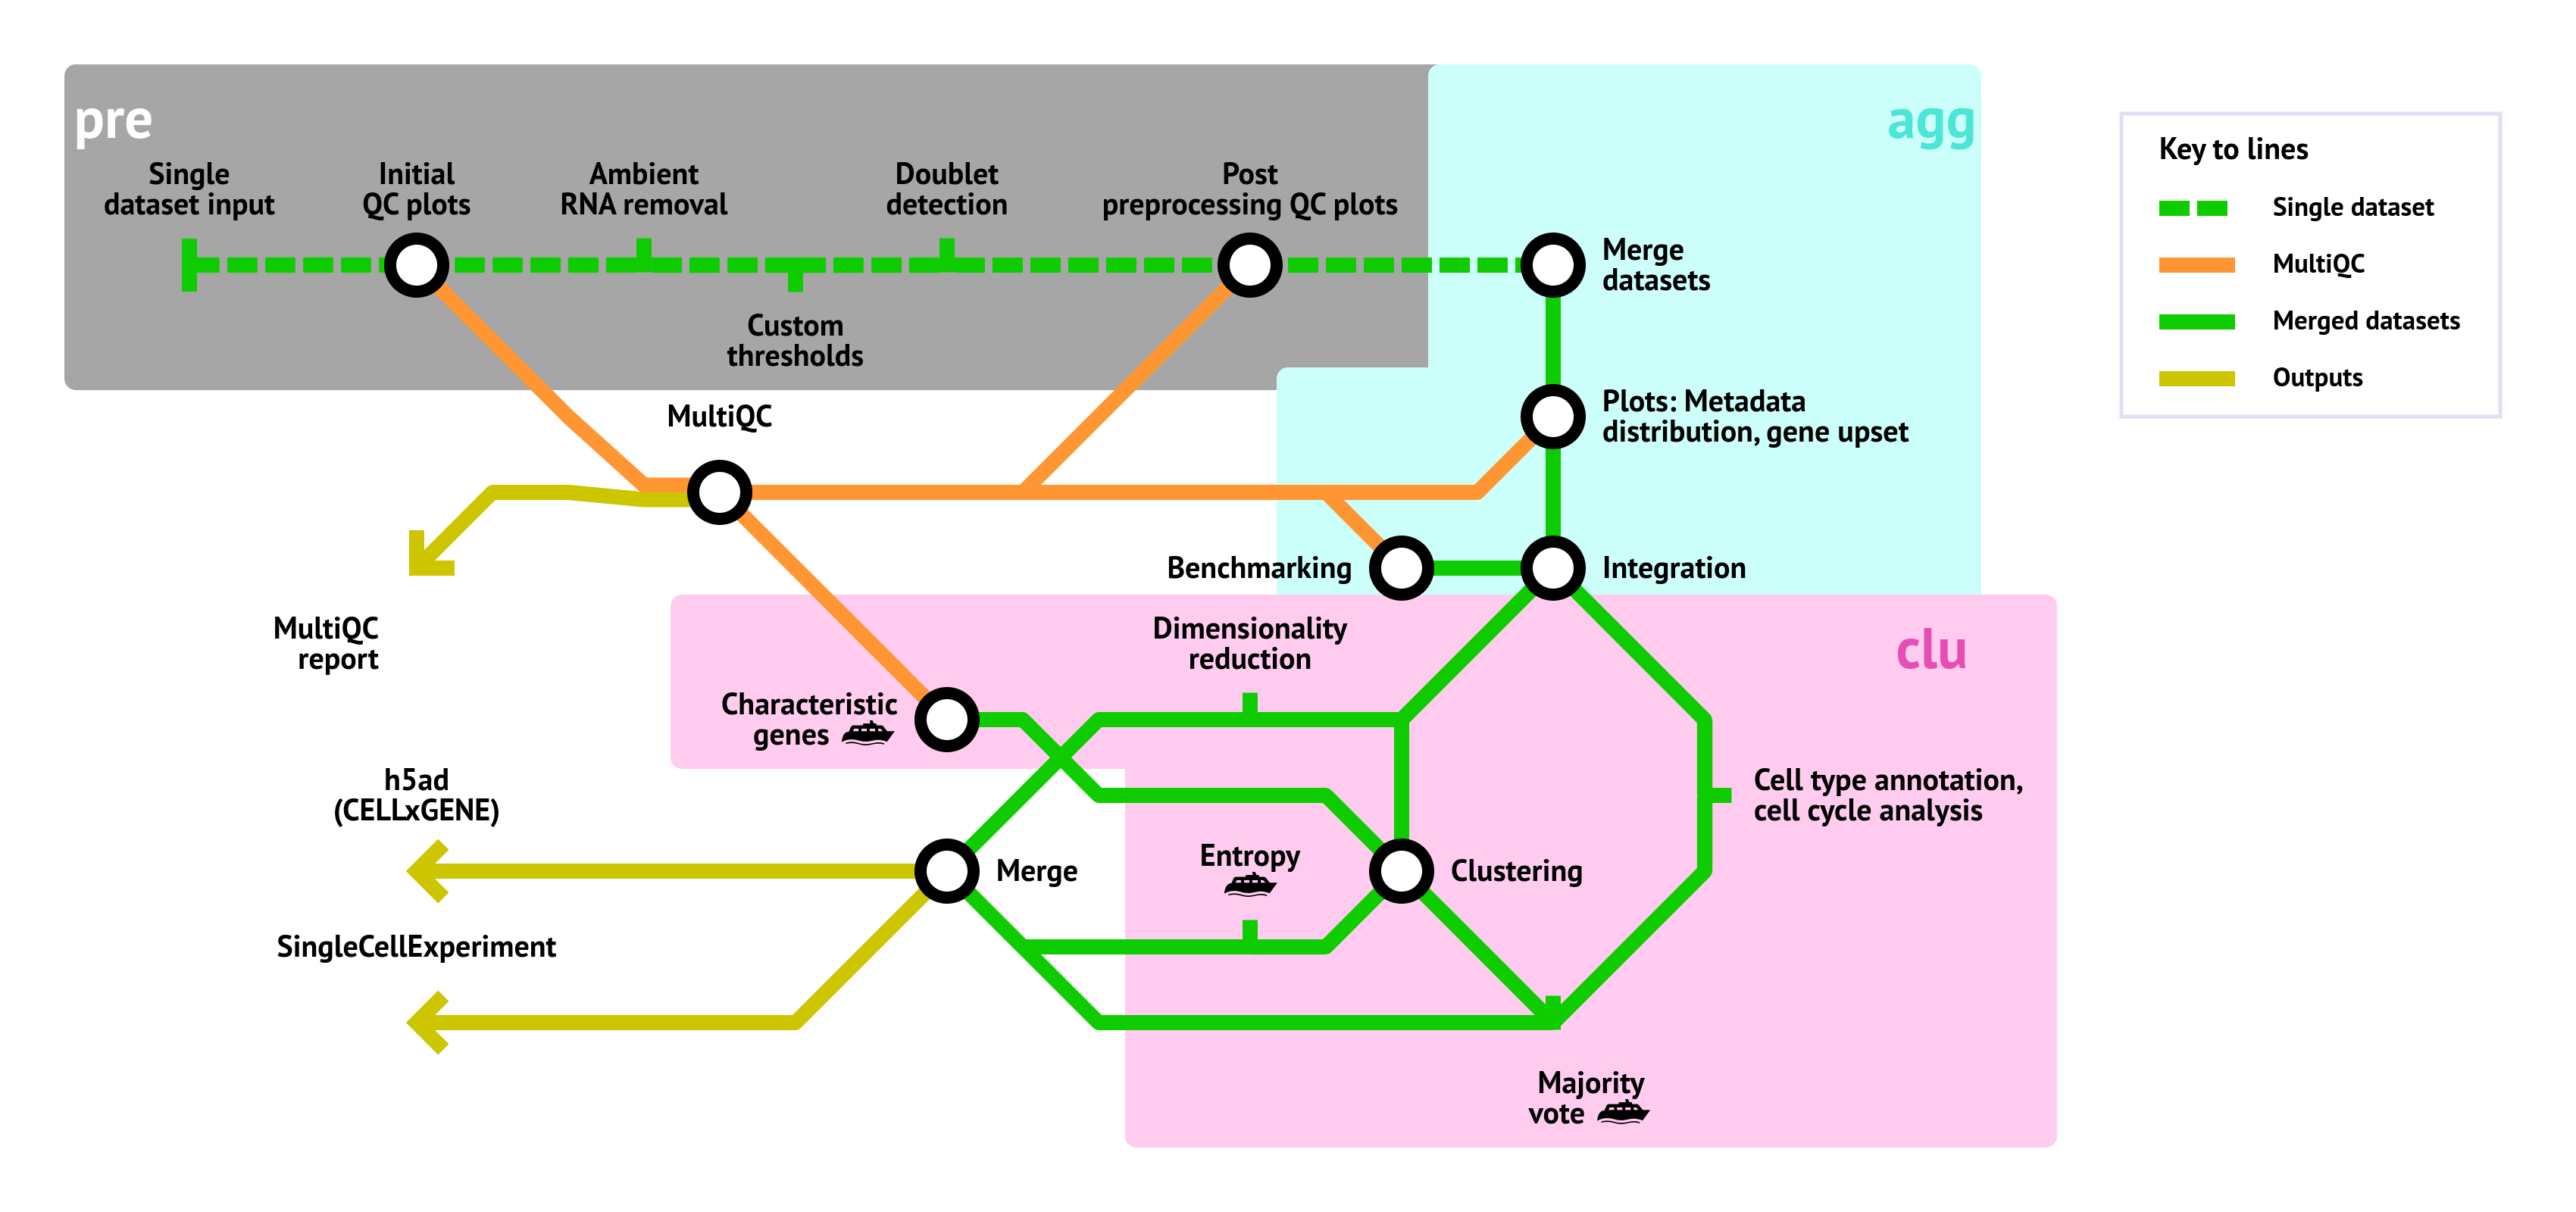 pre
agg
Single
dataset input
Initial
QC plots
Ambient
RNA removal
Doublet
detection
Post
preprocessing QC plots
Custom
thresholds
Merge
datasets
Plots: Metadata
distribution, gene upset
Key to lines
Single dataset
MultiQC
Merged datasets
Outputs
MultiQC
Benchmarking
Integration
MultiQC
report
clu
Dimensionality
reduction
Characteristic
genes
h5ad
(CELLxGENE)
Cell type annotation,
cell cycle analysis
Merge
Entropy
Clustering
SingleCellExperiment
Majority
vote